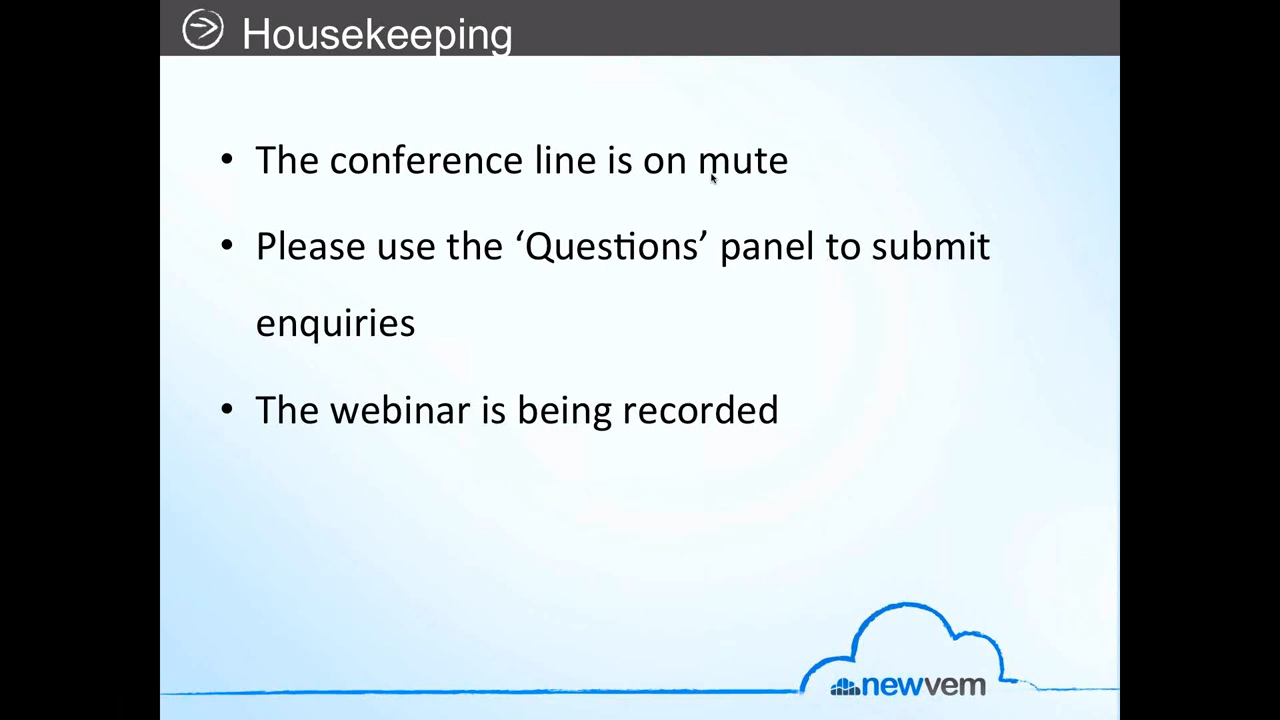 Housekeeping
• The conference line is on mute
• Please use the ‘Questions’ panel to submit
enquiries
• The webinar is being recorded
newvem